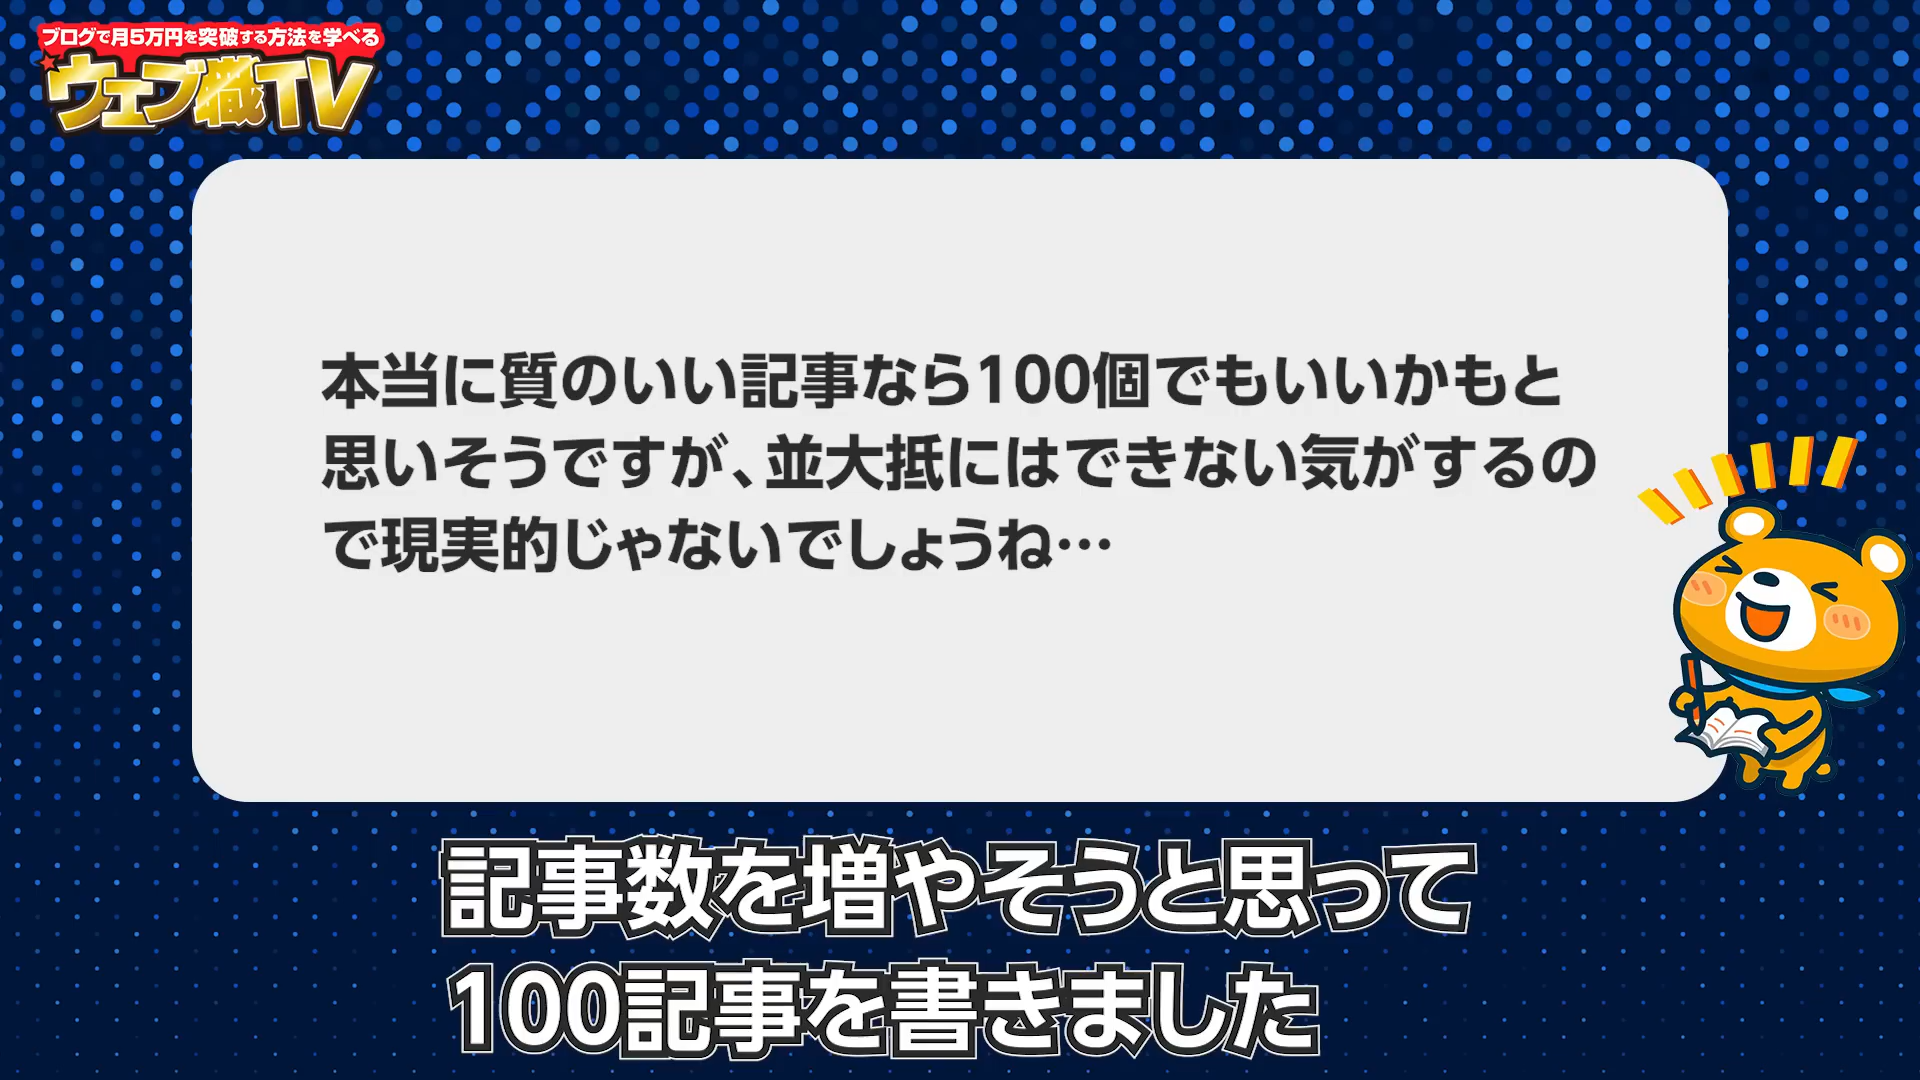 ブログで月5万円を突破する方法を学べる
ウェブ職TV
本当に質のいい記事なら100個でもいいかもと
思いそうですが、並大抵にはできない気がするの
で現実的じゃないでしょうね…
記事数を増やそうと思って
100記事を書きました